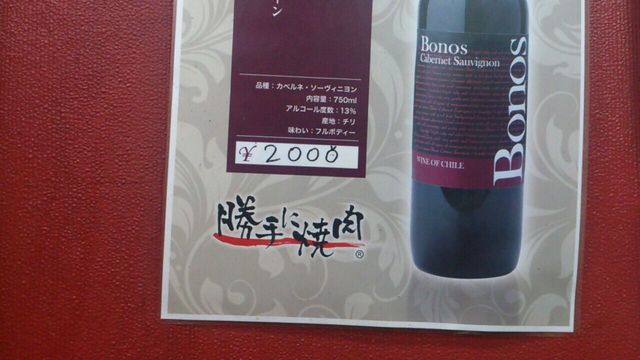 ーン
品種：カベルネ・ソーヴィニヨン
内容量：750ml
アルコール度数：13%
産地：チリ
味わい：フルボディー
¥2000
勝手に焼肉
®
Bonos
Cabernet Sauvignon
Bonos
WINE OF CHILE